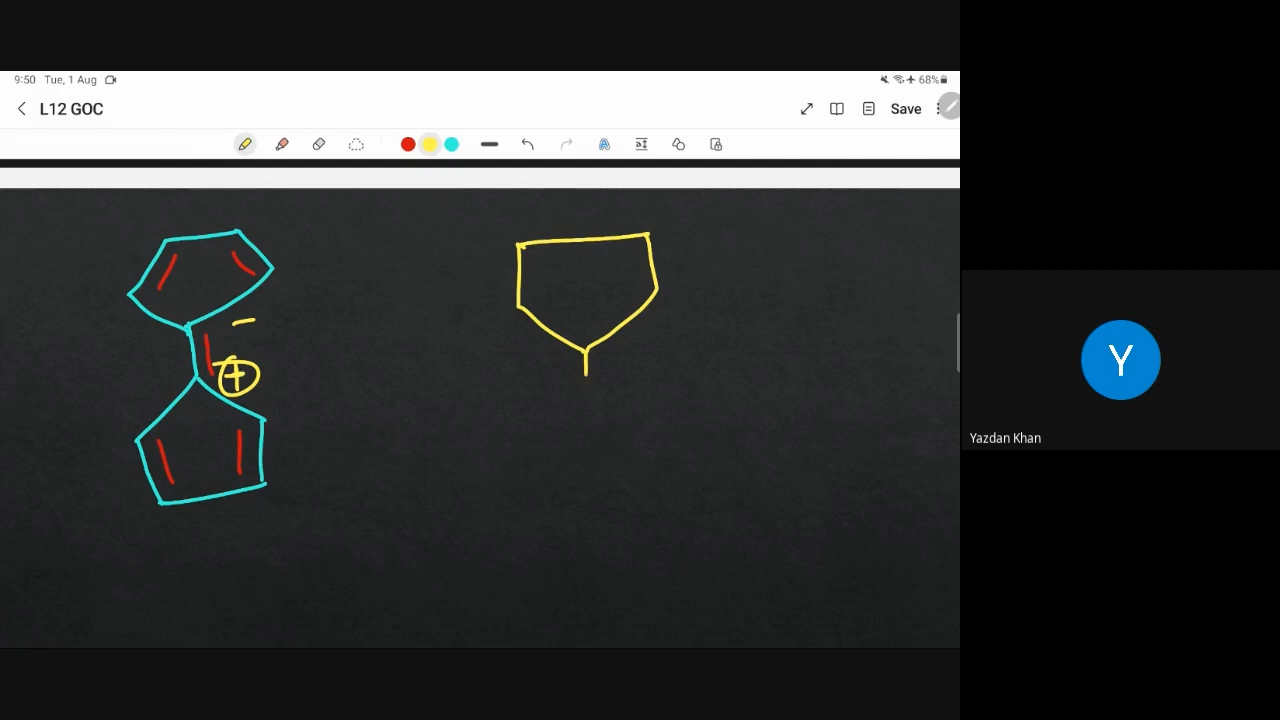 9:50 Tue, 1 Aug 68%
L12 GOC Save
−
+
Y
Yazdan Khan